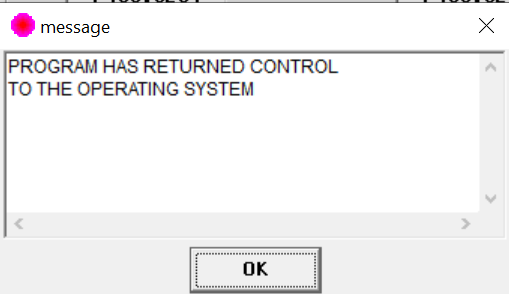 message
PROGRAM HAS RETURNED CONTROL
TO THE OPERATING SYSTEM
OK